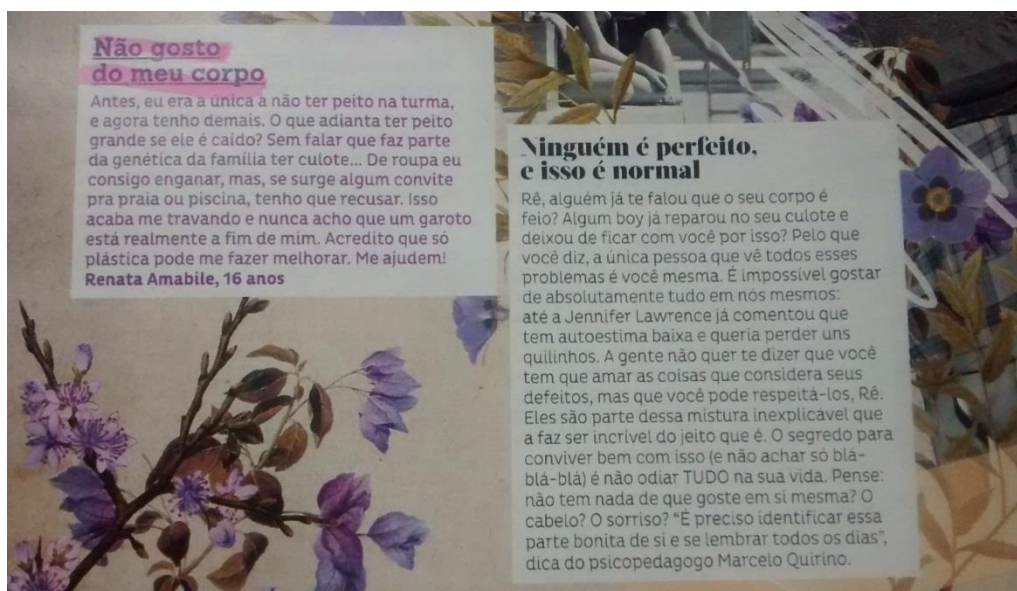 Não gosto
do meu corpo
Antes, eu era a única a não ter peito na turma,
e agora tenho demais. O que adianta ter peito
grande se ele é caído? Sem falar que faz parte
da genética da família ter culote... De roupa eu
consigo enganar, mas, se surge algum convite
pra praia ou piscina, tenho que recusar. Isso
acaba me travando e nunca acho que um garoto
está realmente a fim de mim. Acredito que só
plástica pode me fazer melhorar. Me ajudem!
Renata Amabile, 16 anos
Ninguém é perfeito,
e isso é normal
Rê, alguém já te falou que o seu corpo é
feio? Algum boy já reparou no seu culote e
deixou de ficar com você por isso? Pelo que
você diz, a única pessoa que vê todos esses
problemas é você mesma. É impossível gostar
de absolutamente tudo em nós mesmos:
até a Jennifer Lawrence já comentou que
tem autoestima baixa e queria perder uns
quilinhos. A gente não quer te dizer que você
tem que amar as coisas que considera seus
defeitos, mas que você pode respeitá-los, Rê.
Eles são parte dessa mistura inexplicável que
a faz ser incrível do jeito que é. O segredo para
conviver bem com isso (e não achar só blá-
blá-blá) é não odiar TUDO na sua vida. Pense:
não tem nada de que goste em si mesma? O
cabelo? O sorriso? “É preciso identificar essa
parte bonita de si e se lembrar todos os dias”,
dica do psicopedagogo Marcelo Quirino.